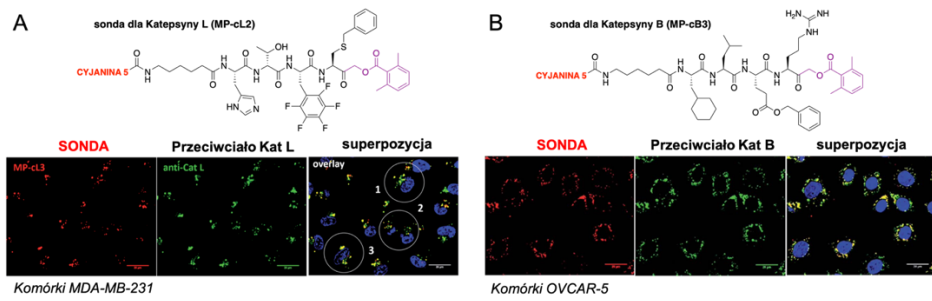 A
sonda dla Katepsyny L (MP-cL2)
CYJANINA 5
O
N
H
O
H
N
N
H
O
OH
H
N
O
N
H
S
O
O
O
HN
N
F
F
F
F
F
SONDA
Przeciwciało Kat L
superpozycja
MP-cL3
anti-Cat L
overlay
1
2
3
Komórki MDA-MB-231
B
sonda dla Katepsyny B (MP-cB3)
CYJANINA 5
O
N
H
O
H
N
O
N
H
O
H
N
O
N
H
O
O
O
H2N
NH
NH
O
O
SONDA
Przeciwciało Kat B
superpozycja
Komórki OVCAR-5